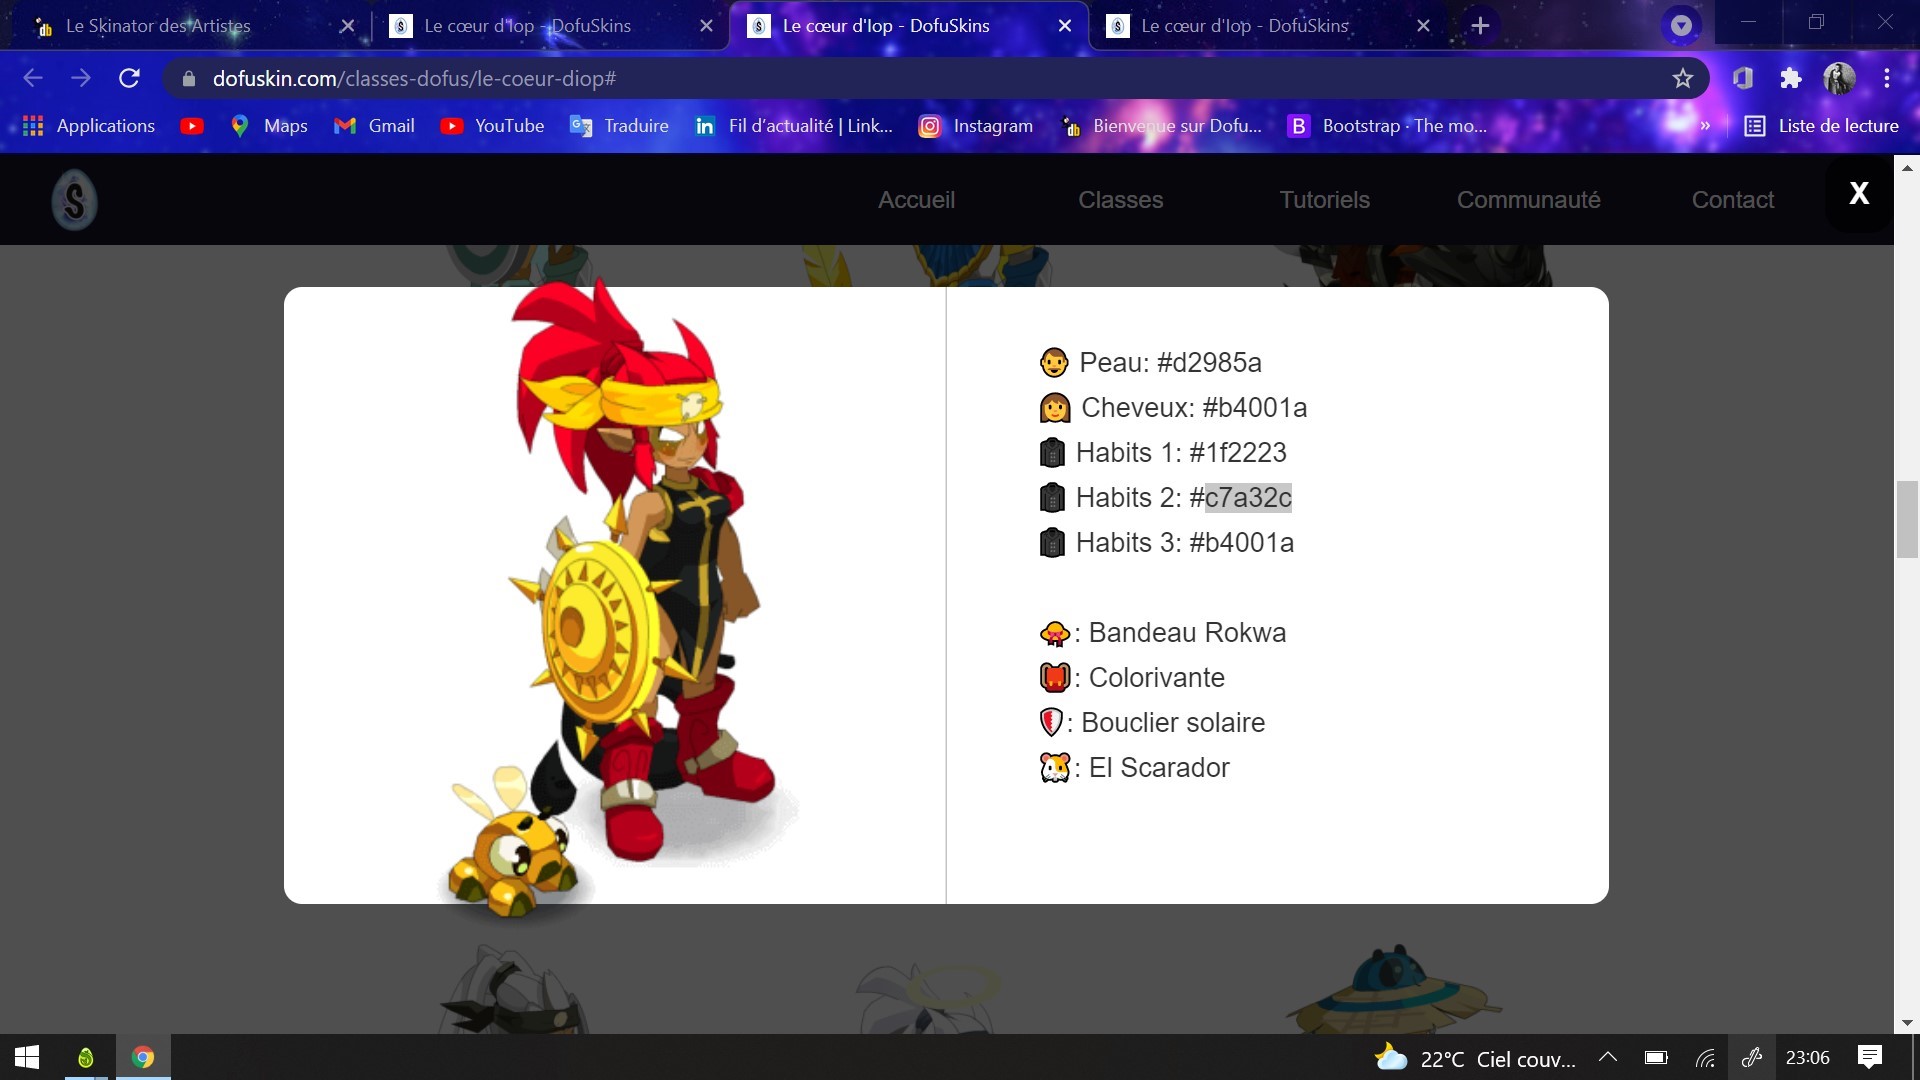 Le Skinator des Artistes
Le cœur d'Iop - DofuSkins
Le cœur d'Iop - DofuSkins
Le cœur d'Iop - DofuSkins
dofuskin.com/classes-dofus/le-coeur-diop#
Applications
Maps
Gmail
YouTube
Traduire
Fil d'actualité | Link...
Instagram
Bienvenue sur Dofu...
Bootstrap · The mo...
»
Liste de lecture
S
Accueil
Classes
Tutoriels
Communauté
Contact
X
Peau: #d2985a
Cheveux: #b4001a
Habits 1: #1f2223
Habits 2: #c7a32c
Habits 3: #b4001a
: Bandeau Rokwa
: Colorivante
: Bouclier solaire
: El Scarador
22°C Ciel couv...
23:06